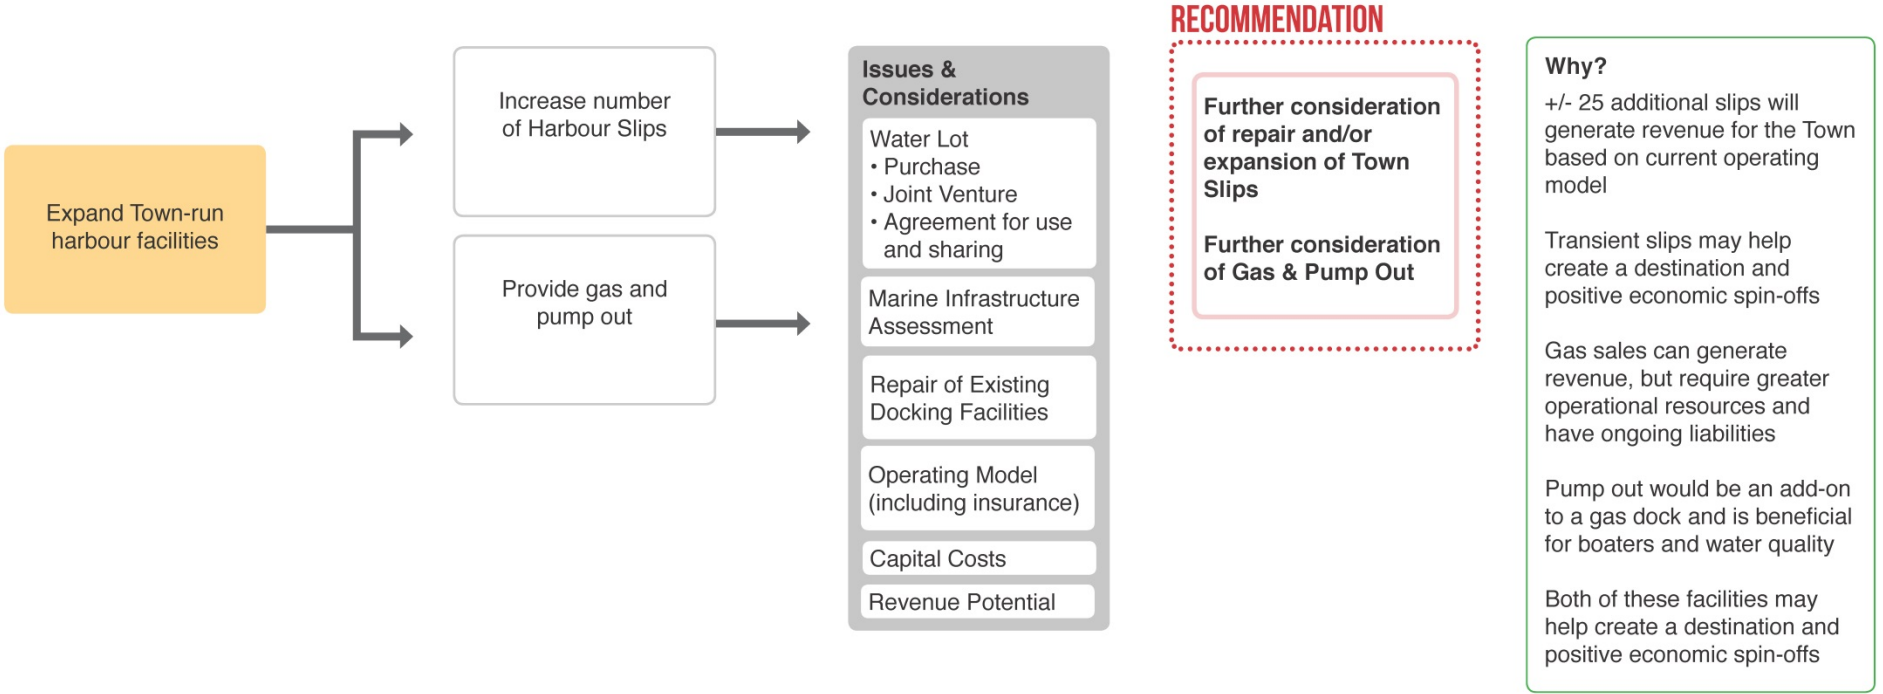 Expand Town-run
harbour facilities
Increase number
of Harbour Slips
Provide gas and
pump out
Issues &
Considerations
Water Lot
• Purchase
• Joint Venture
• Agreement for use
and sharing
Marine Infrastructure
Assessment
Repair of Existing
Docking Facilities
Operating Model
(including insurance)
Capital Costs
Revenue Potential
RECOMMENDATION
Further consideration
of repair and/or
expansion of Town
Slips
Further consideration
of Gas & Pump Out
Why?
+/- 25 additional slips will
generate revenue for the Town
based on current operating
model
Transient slips may help
create a destination and
positive economic spin-offs
Gas sales can generate
revenue, but require greater
operational resources and
have ongoing liabilities
Pump out would be an add-on
to a gas dock and is beneficial
for boaters and water quality
Both of these facilities may
help create a destination and
positive economic spin-offs